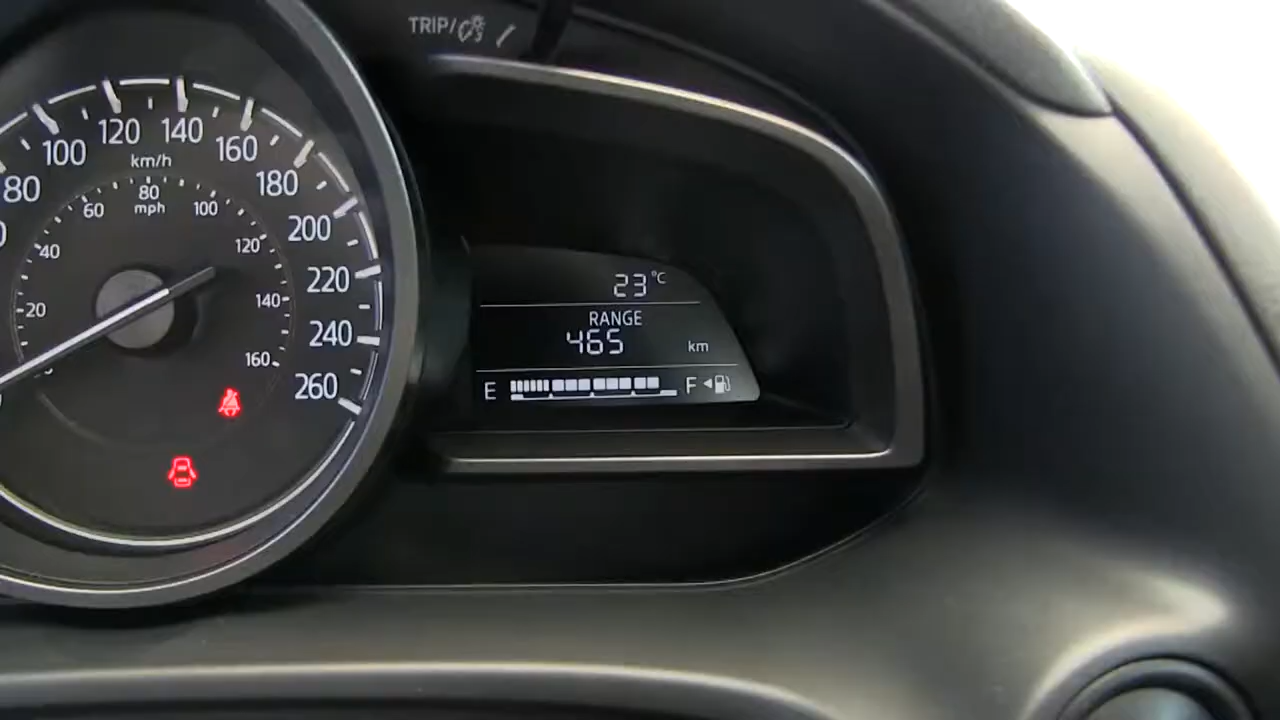 TRIP/
80 100 120 140 160 180 200 220 240 260
km/h
20 40 60 80 100 120 140 160
mph
23°C
RANGE
465 km
E F